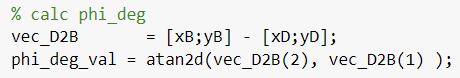 % calc phi_deg
vec_D2B        = [xB;yB] - [xD;yD];
phi_deg_val = atan2d(vec_D2B(2), vec_D2B(1) );